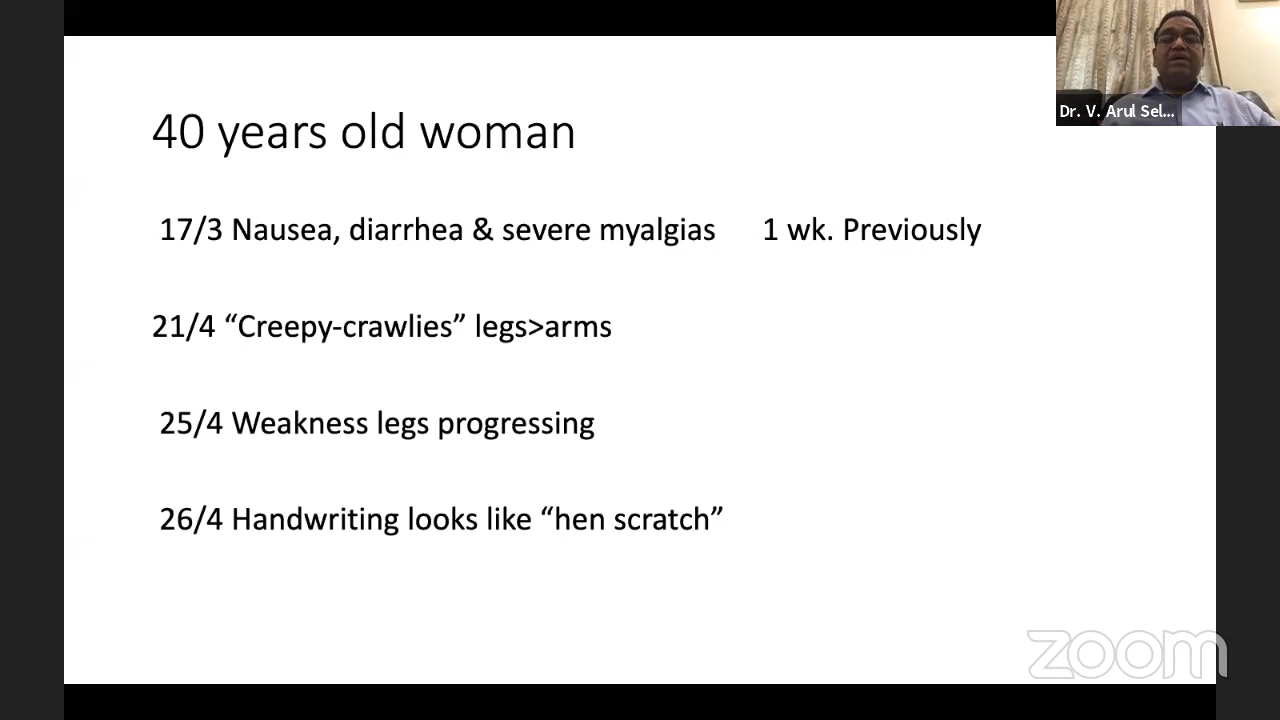 Dr. V. Arul Sel...
40 years old woman
17/3 Nausea, diarrhea & severe myalgias 1 wk. Previously
21/4 “Creepy-crawlies” legs>arms
25/4 Weakness legs progressing
26/4 Handwriting looks like “hen scratch”
zoom